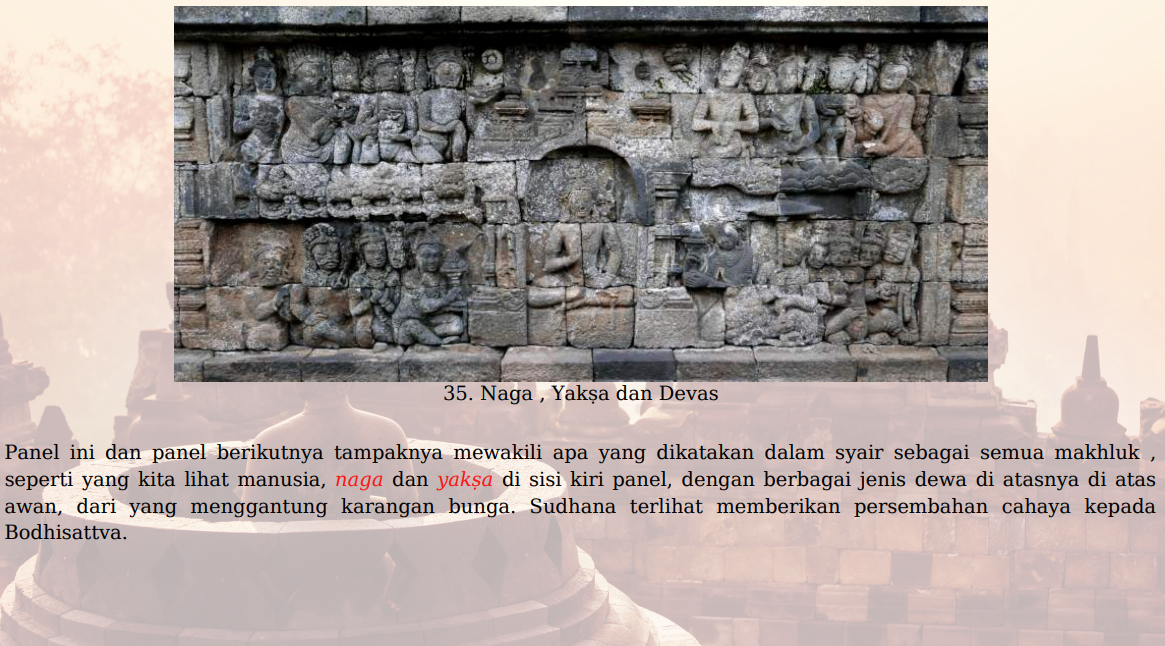 35. Naga , Yakṣa dan Devas
Panel ini dan panel berikutnya tampaknya mewakili apa yang dikatakan dalam syair sebagai semua makhluk ,
seperti yang kita lihat manusia, naga dan yakṣa di sisi kiri panel, dengan berbagai jenis dewa di atasnya di atas
awan, dari yang menggantung karangan bunga. Sudhana terlihat memberikan persembahan cahaya kepada
Bodhisattva.